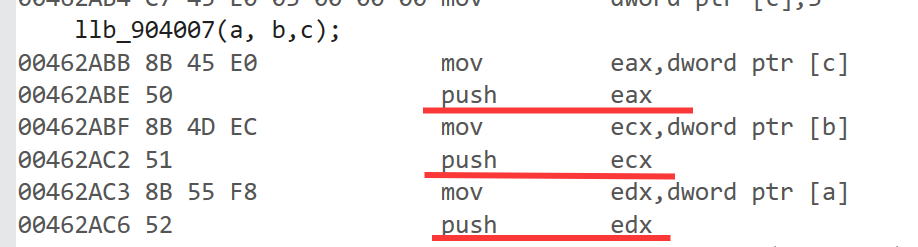 00462AB4 C7 45 E0 05 00 00 00 mov dword ptr [c],5
llb_904007(a, b,c);
00462ABB 8B 45 E0 mov eax,dword ptr [c]
00462ABE 50 push eax
00462ABF 8B 4D EC mov ecx,dword ptr [b]
00462AC2 51 push ecx
00462AC3 8B 55 F8 mov edx,dword ptr [a]
00462AC6 52 push edx